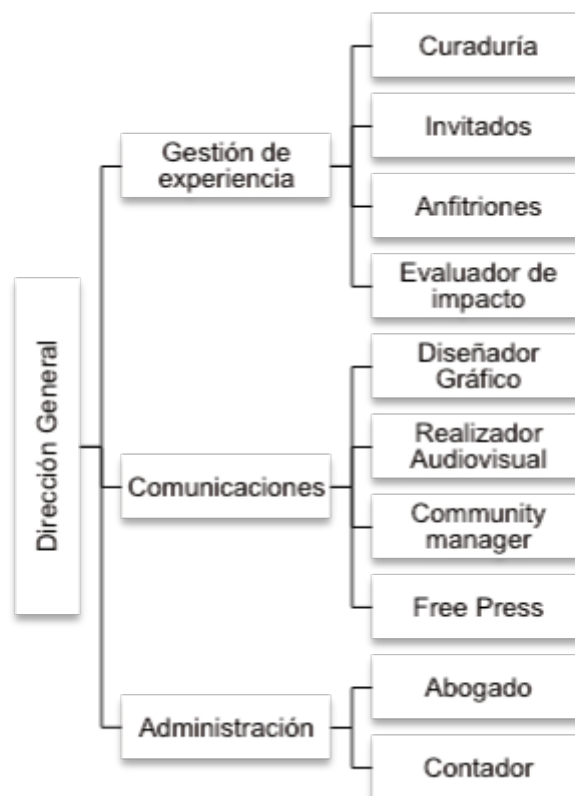 Dirección General
Gestión de
experiencia
Curaduría
Invitados
Anfitriones
Evaluador de
impacto
Comunicaciones
Diseñador
Gráfico
Realizador
Audiovisual
Community
manager
Free Press
Administración
Abogado
Contador